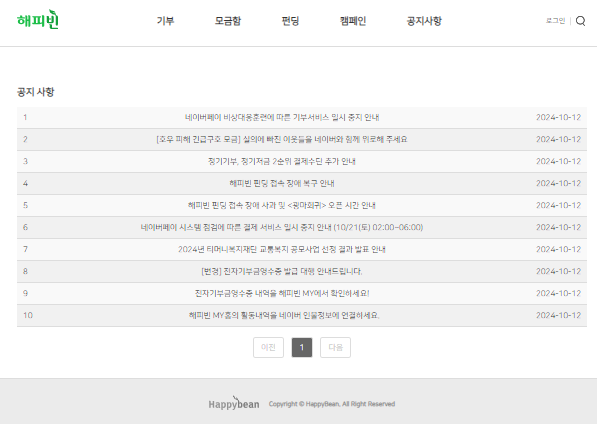 해피빈
기부 모금함 펀딩 캠페인 공지사항 로그인 |
공지 사항
1 네이버페이 비상대응훈련에 따른 기부서비스 일시 중지 안내 2024-10-12
2 [호우 피해 긴급구호 모금] 실의에 빠진 이웃들을 네이버와 함께 위로해 주세요 2024-10-12
3 정기기부, 정기저금 2순위 결제수단 추가 안내 2024-10-12
4 해피빈 펀딩 접속 장애 복구 안내 2024-10-12
5 해피빈 펀딩 접속 장애 사과 및 <광마회귀> 오픈 시간 안내 2024-10-12
6 네이버페이 시스템 점검에 따른 결제 서비스 일시 중지 안내 (10/21(토) 02:00~06:00) 2024-10-12
7 2024년 티머니복지재단 교통복지 공모사업 선정 결과 발표 안내 2024-10-12
8 [변경] 전자기부금영수증 발급 대행 안내드립니다. 2024-10-12
9 전자기부금영수증 내역을 해피빈 MY에서 확인하세요! 2024-10-12
10 해피빈 MY홈의 활동내역을 네이버 인물정보에 연결하세요. 2024-10-12
이전 1 다음
Happybean Copyright © HappyBean. All Right Reserved